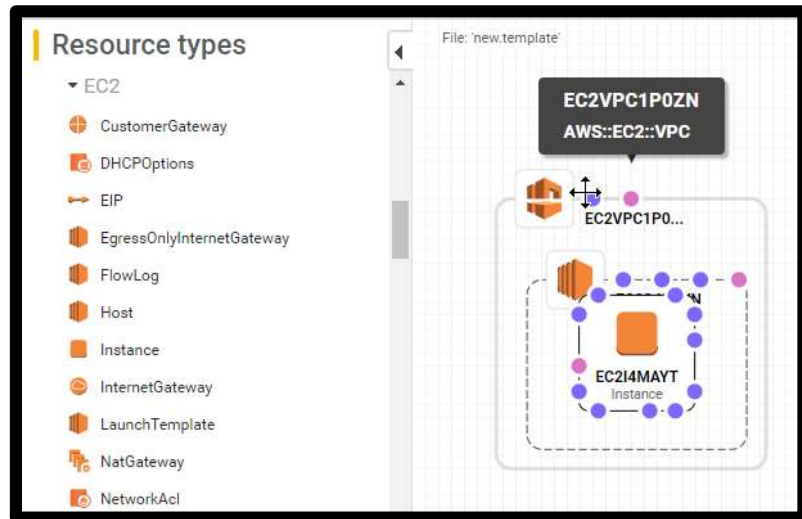 Resource types
EC2
CustomerGateway
DHCPOptions
EIP
EgressOnlyInternetGateway
FlowLog
Host
Instance
InternetGateway
LaunchTemplate
NatGateway
NetworkAcl
File: 'new.template'
EC2VPC1P0ZN
AWS::EC2::VPC
EC2VPC1P0...
EC2I4MAYT
Instance